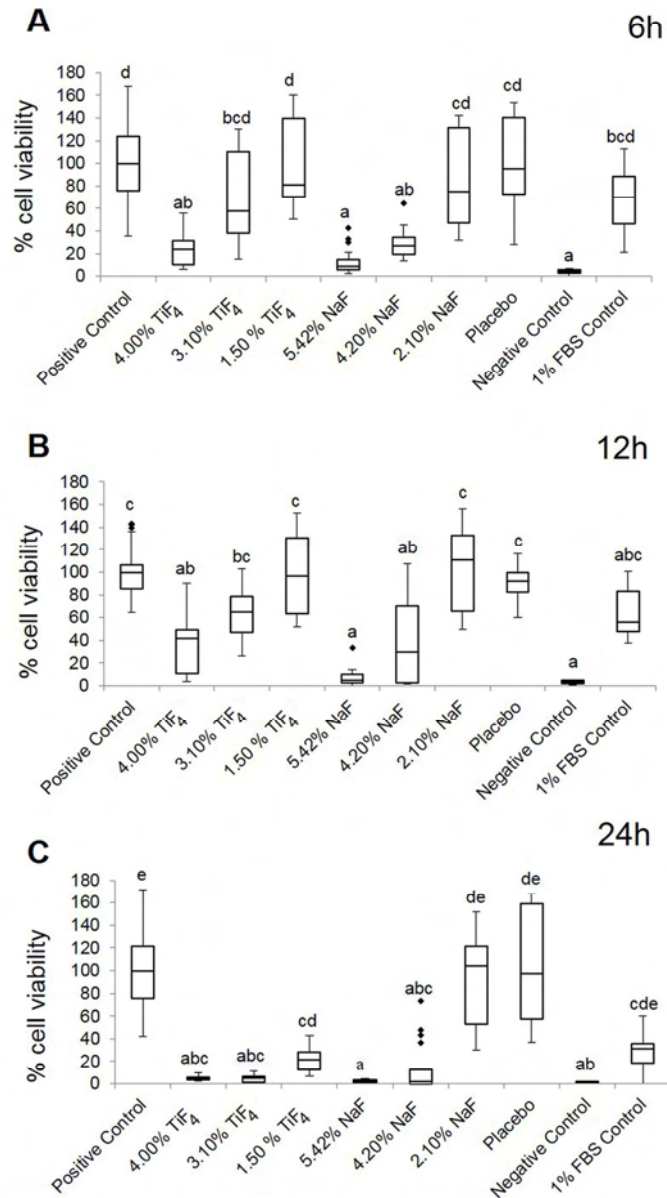 A
6h
% cell viability
180
160
140
120
100
80
60
40
20
0
d
ab
bcd
d
a
ab
cd
cd
a
bcd
Positive Control
4.00% TiF4
3.10% TiF4
1.50 % TiF4
5.42% NaF
4.20% NaF
2.10% NaF
Placebo
Negative Control
1% FBS Control
B
12h
% cell viability
180
160
140
120
100
80
60
40
20
0
c
ab
bc
c
a
ab
c
c
a
abc
Positive Control
4.00% TiF4
3.10% TiF4
1.50 % TiF4
5.42% NaF
4.20% NaF
2.10% NaF
Placebo
Negative Control
1% FBS Control
C
24h
% cell viability
180
160
140
120
100
80
60
40
20
0
e
abc
abc
cd
a
abc
de
de
ab
cde
Positive Control
4.00% TiF4
3.10% TiF4
1.50 % TiF4
5.42% NaF
4.20% NaF
2.10% NaF
Placebo
Negative Control
1% FBS Control